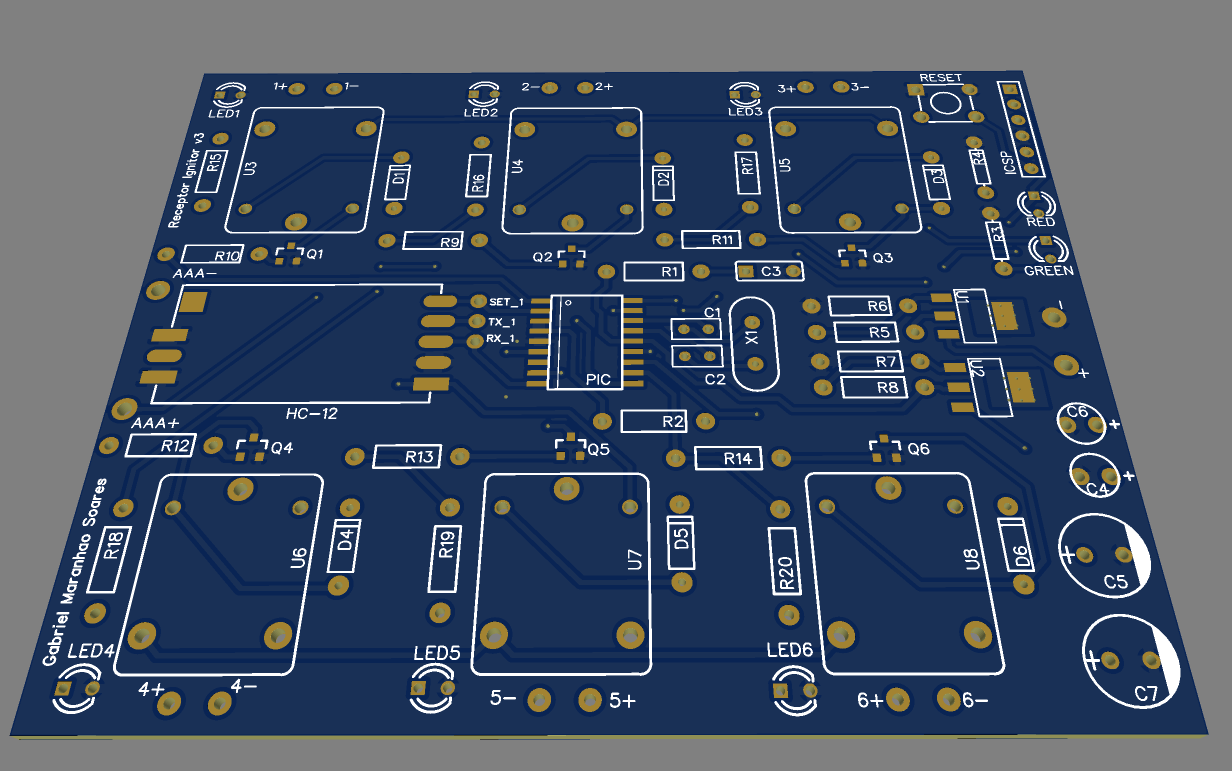 RESET
1+ 1- 2- 2+ 3+ 3-
LED1 LED2 LED3
Receptor Ignitor v3
R15 U3 D1 R16 U4 D2 R17 U5 D3 R4 ICSP
RED
R3
GREEN
R10 Q1 R9 Q2 R11 Q3
AAA-
R1 C3
SET_1
TX_1
RX_1
C1
X1
C2
PIC
R6
R5
R7
R8
U1
U2
-
+
HC-12
AAA+
R2
C6 +
R12 Q4 R13 Q5 R14 Q6
C4 +
Gabriel Maranhao Soares
R18 U6 D4 R19 U7 D5 R20 U8 D6
+ C5
LED4 LED5 LED6
+ C7
4+ 4- 5- 5+ 6+ 6-